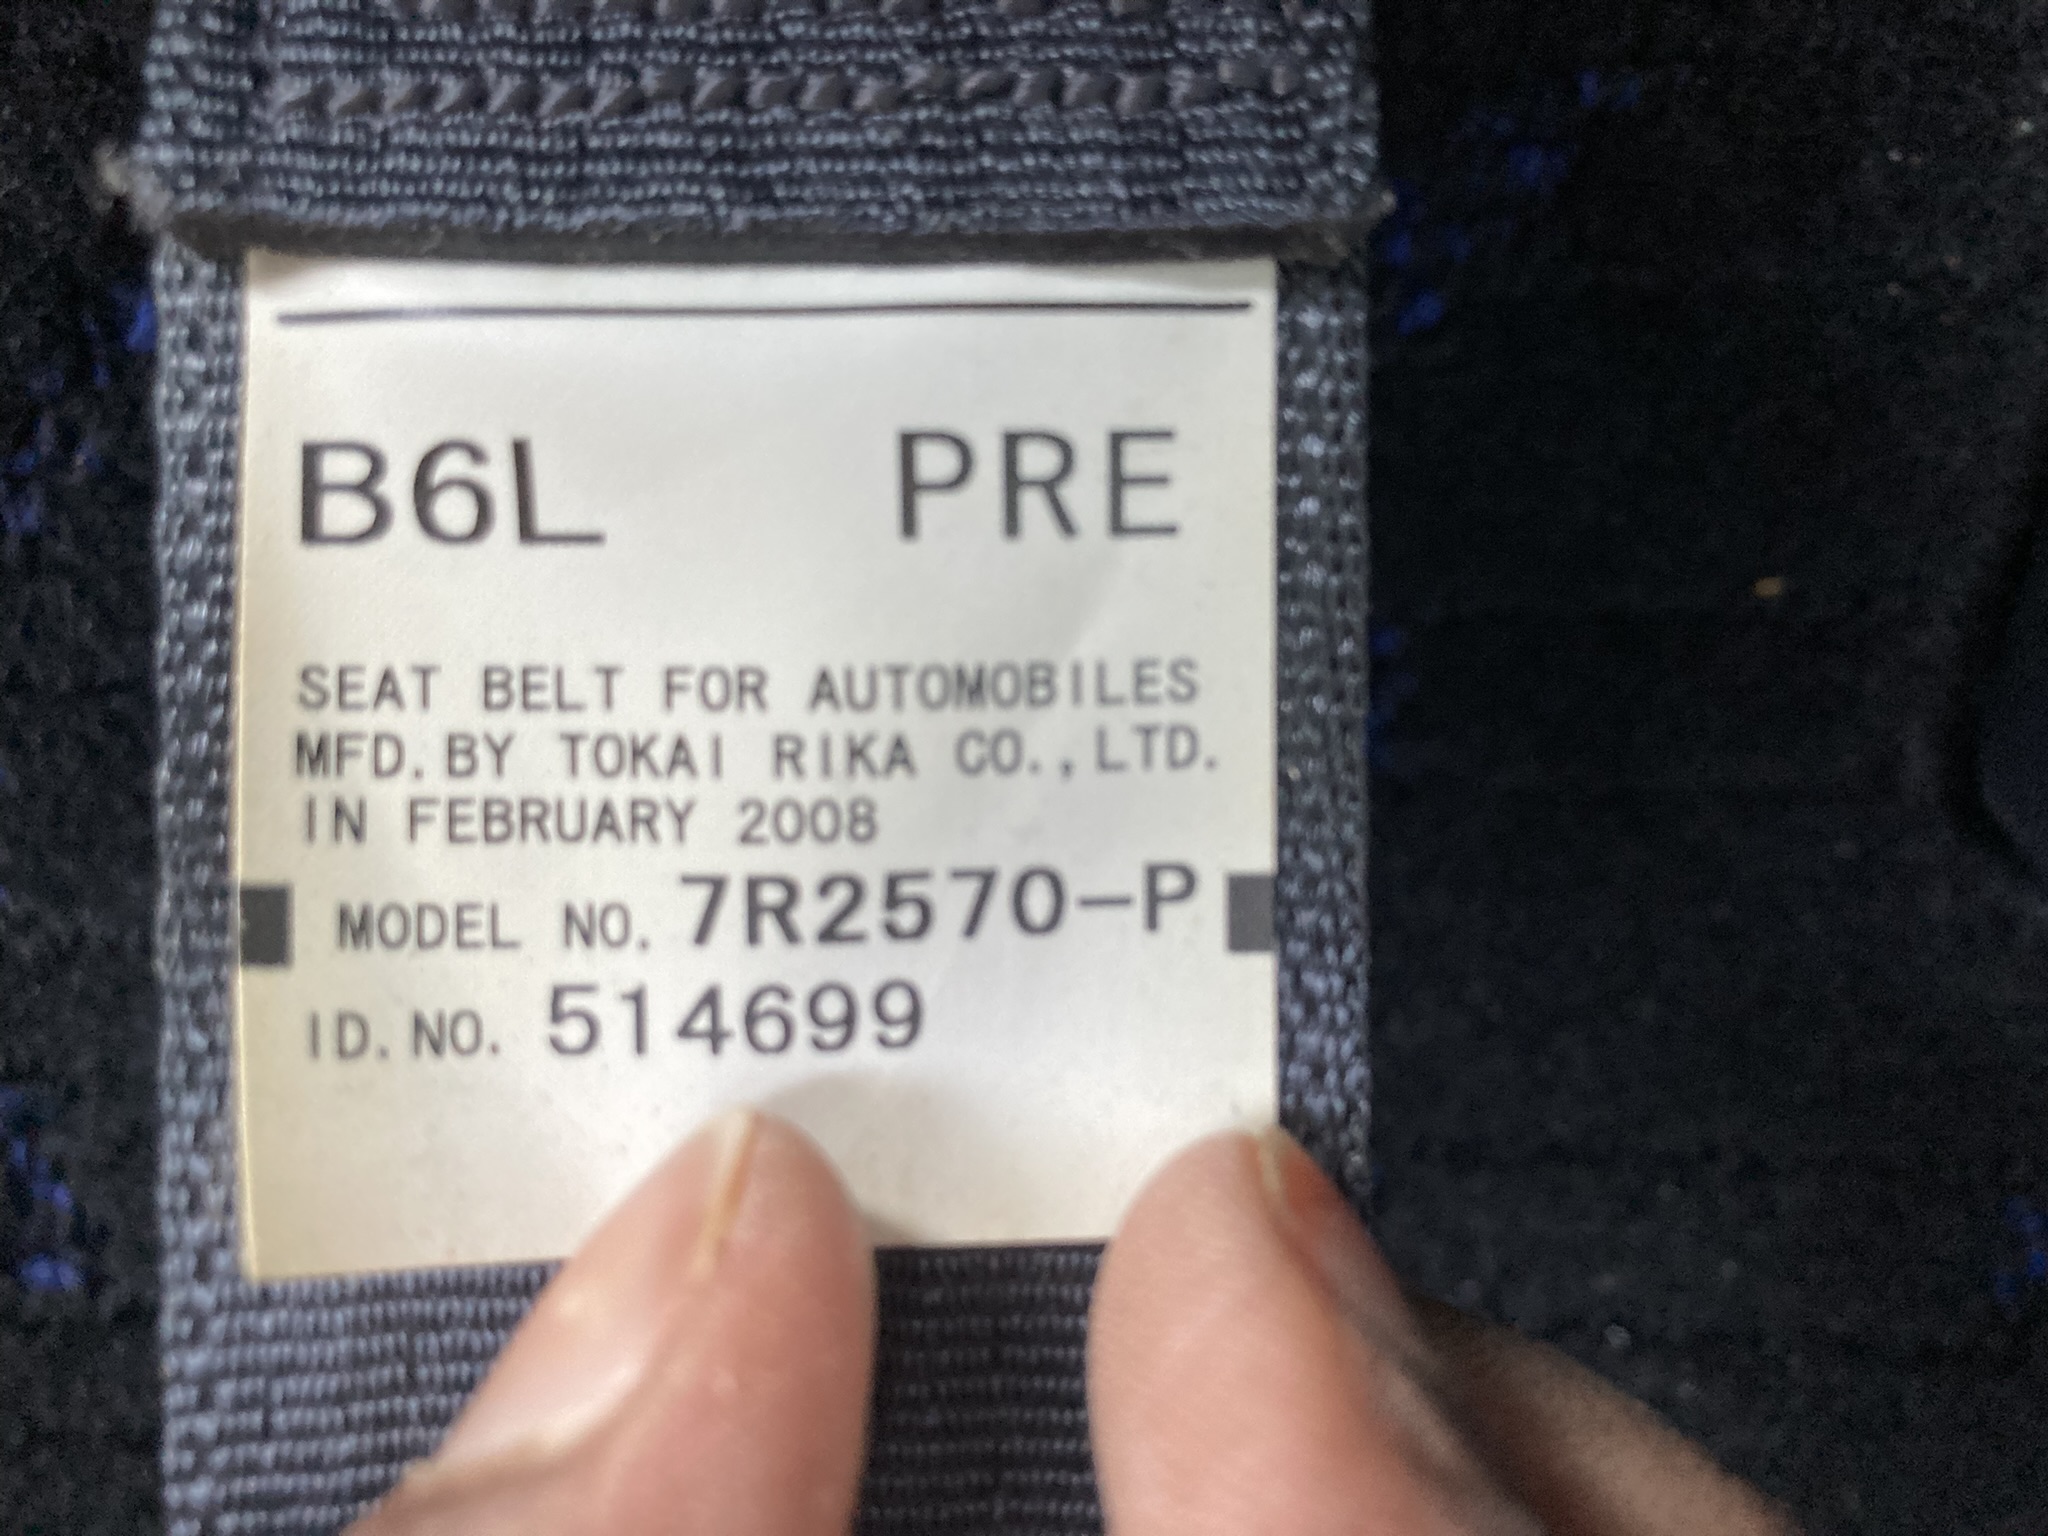 B6L PRE
SEAT BELT FOR AUTOMOBILES
MFD. BY TOKAI RIKA CO., LTD.
IN FEBRUARY 2008
MODEL NO. 7R2570-P
ID. NO. 514699